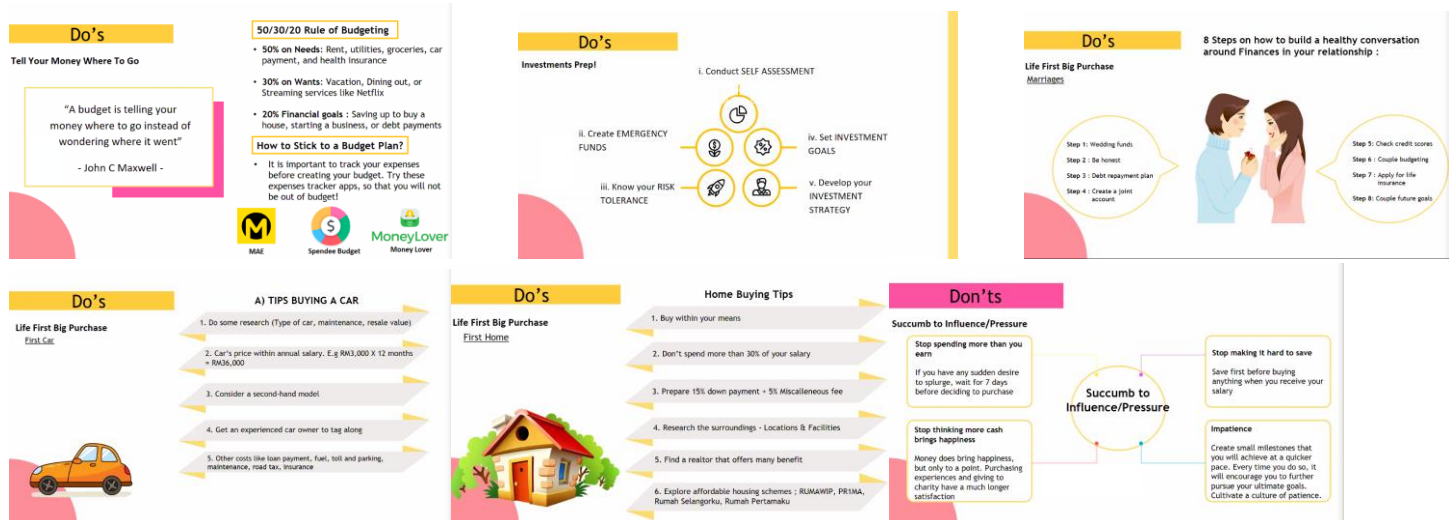 Do's
Tell Your Money Where To Go
"A budget is telling your
money where to go instead of
wondering where it went"
- John C Maxwell -
50/30/20 Rule of Budgeting
• 50% on Needs: Rent, utilities, groceries, car
payment, and health insurance
• 30% on Wants: Vacation, Dining out, or
Streaming services like Netflix
• 20% Financial goals : Saving up to buy a
house, starting a business, or debt payments
How to Stick to a Budget Plan?
• It is important to track your expenses
before creating your budget. Try these
expenses tracker apps, so that you will not
be out of budget!
M
MAE
$
Spendee Budget
MoneyLover
Money Lover
Do's
Investments Prep!
i. Conduct SELF ASSESSMENT
ii. Create EMERGENCY
FUNDS
iii. Know your RISK
TOLERANCE
iv. Set INVESTMENT
GOALS
v. Develop your
INVESTMENT
STRATEGY
Do's
Life First Big Purchase
Marriages
8 Steps on how to build a healthy conversation
around Finances in your relationship :
Step 1: Wedding funds
Step 2 : Be honest
Step 3 : Debt repayment plan
Step 4 : Create a joint
account
Step 5: Check credit scores
Step 6 : Couple budgeting
Step 7 : Apply for life
insurance
Step 8: Couple future goals
Do's
Life First Big Purchase
First Car
A) TIPS BUYING A CAR
1. Do some research (Type of car, maintenance, resale value)
2. Car's price within annual salary. E.g RM3,000 X 12 months
= RM36,000
3. Consider a second-hand model
4. Get an experienced car owner to tag along
5. Other costs like loan payment, fuel, toll and parking,
maintenance, road tax, insurance
Do's
Life First Big Purchase
First Home
Home Buying Tips
1. Buy within your means
2. Don't spend more than 30% of your salary
3. Prepare 15% down payment + 5% Miscalleneous fee
4. Research the surroundings - Locations & Facilities
5. Find a realtor that offers many benefit
6. Explore affordable housing schemes ; RUMAWIP, PR1MA,
Rumah Selangorku, Rumah Pertamaku
Don'ts
Succumb to Influence/Pressure
Stop spending more than you
earn
If you have any sudden desire
to splurge, wait for 7 days
before deciding to purchase
Stop thinking more cash
brings happiness
Money does bring happiness,
but only to a point. Purchasing
experiences and giving to
charity have a much longer
satisfaction
Succumb to
Influence/Pressure
Stop making it hard to save
Save first before buying
anything when you receive your
salary
Impatience
Create small milestones that
you will achieve at a quicker
pace. Every time you do so, it
will encourage you to further
pursue your ultimate goals.
Cultivate a culture of patience.